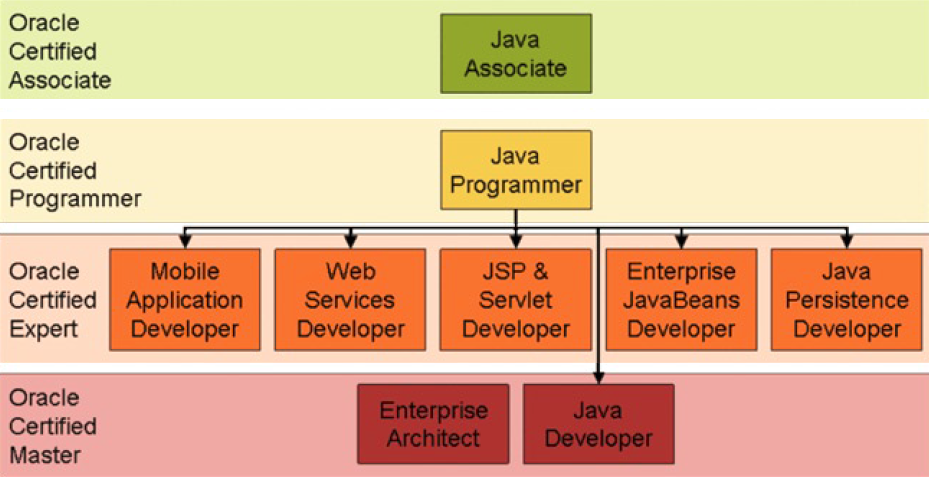 Oracle
Certified
Associate
Java
Associate
Oracle
Certified
Programmer
Java
Programmer
Oracle
Certified
Expert
Mobile
Application
Developer
Web
Services
Developer
JSP &
Servlet
Developer
Enterprise
JavaBeans
Developer
Java
Persistence
Developer
Oracle
Certified
Master
Enterprise
Architect
Java
Developer